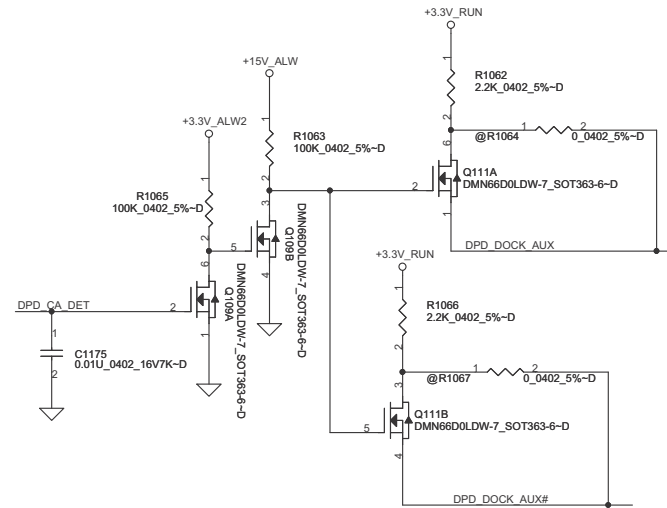 +3.3V_RUN
1
R1062
2.2K_0402_5%~D
2
@R1064
1
2
0_0402_5%~D
6
Q111A
DMN66D0LDW-7_SOT363-6~D
2
1
DPD_DOCK_AUX
+15V_ALW
1
R1063
100K_0402_5%~D
2
+3.3V_ALW2
1
R1065
100K_0402_5%~D
2
3
5
Q109B
DMN66D0LDW-7_SOT363-6~D
4
6
DPD_CA_DET
2
Q109A
DMN66D0LDW-7_SOT363-6~D
1
1
C1175
0.01U_0402_16V7K~D
2
+3.3V_RUN
1
R1066
2.2K_0402_5%~D
2
@R1067
1
2
0_0402_5%~D
3
Q111B
DMN66D0LDW-7_SOT363-6~D
5
4
DPD_DOCK_AUX#